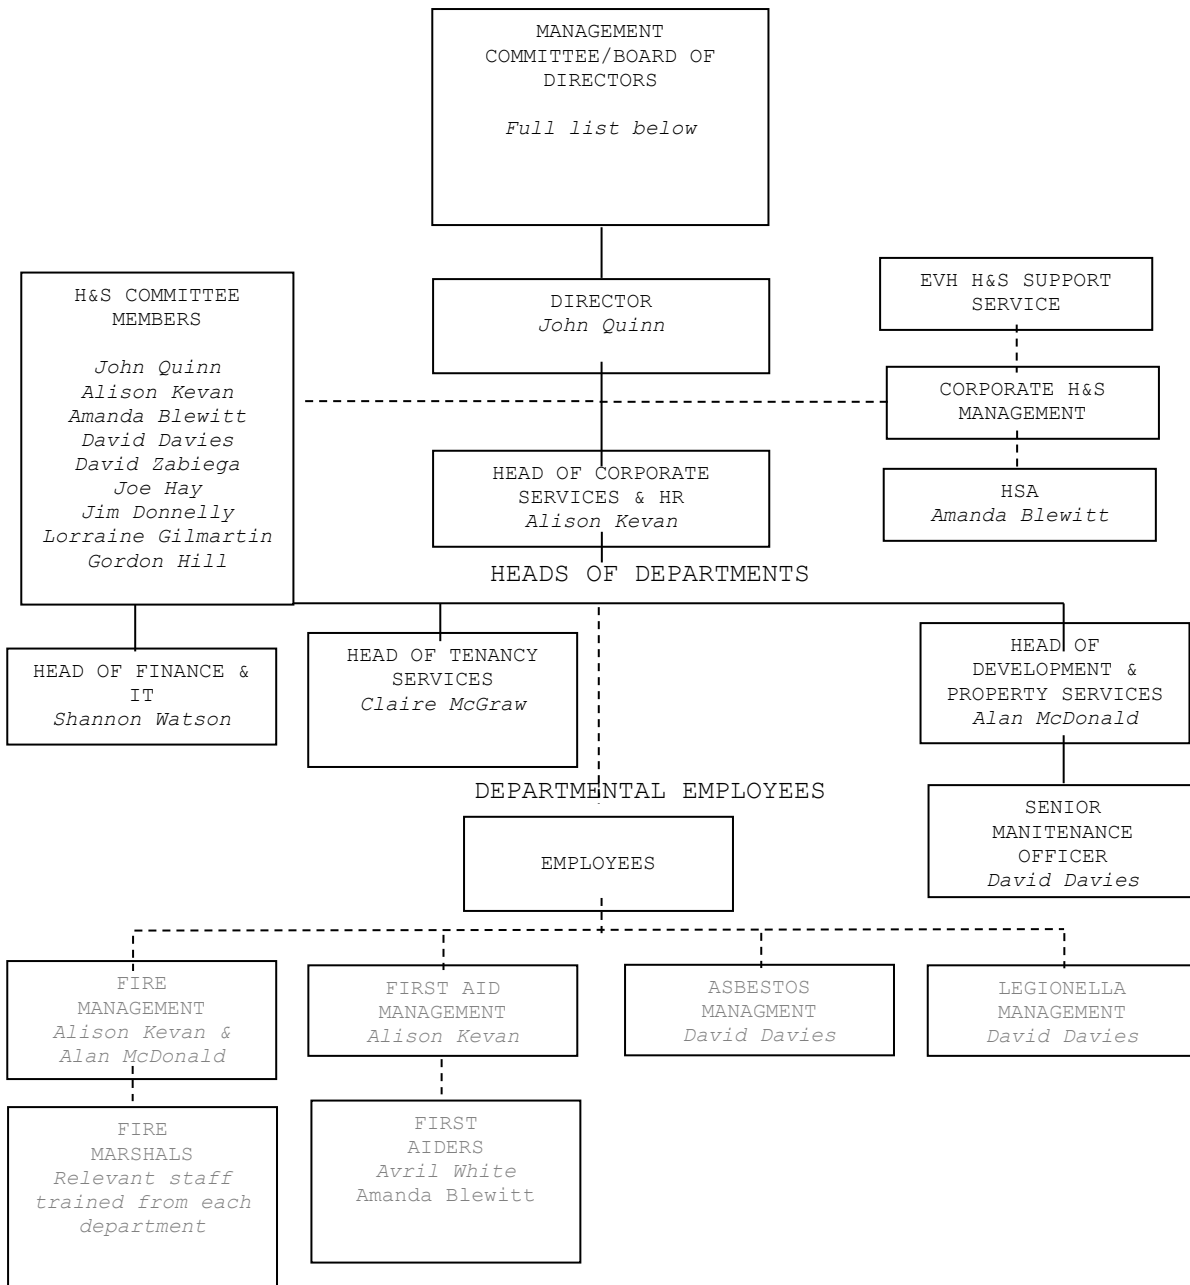 MANAGEMENT
COMMITTEE/BOARD OF
DIRECTORS
Full list below
H&S COMMITTEE
MEMBERS
John Quinn
Alison Kevan
Amanda Blewitt
David Davies
David Zabiega
Joe Hay
Jim Donnelly
Lorraine Gilmartin
Gordon Hill
DIRECTOR
John Quinn
EVH H&S SUPPORT
SERVICE
CORPORATE H&S
MANAGEMENT
HEAD OF CORPORATE
SERVICES & HR
Alison Kevan
HSA
Amanda Blewitt
HEADS OF DEPARTMENTS
HEAD OF FINANCE &
IT
Shannon Watson
HEAD OF TENANCY
SERVICES
Claire McGraw
HEAD OF
DEVELOPMENT &
PROPERTY SERVICES
Alan McDonald
DEPARTMENTAL EMPLOYEES
EMPLOYEES
SENIOR
MANITENANCE
OFFICER
David Davies
FIRE
MANAGEMENT
Alison Kevan &
Alan McDonald
FIRST AID
MANAGEMENT
Alison Kevan
ASBESTOS
MANAGMENT
David Davies
LEGIONELLA
MANAGEMENT
David Davies
FIRE
MARSHALS
Relevant staff
trained from each
department
FIRST
AIDERS
Avril White
Amanda Blewitt